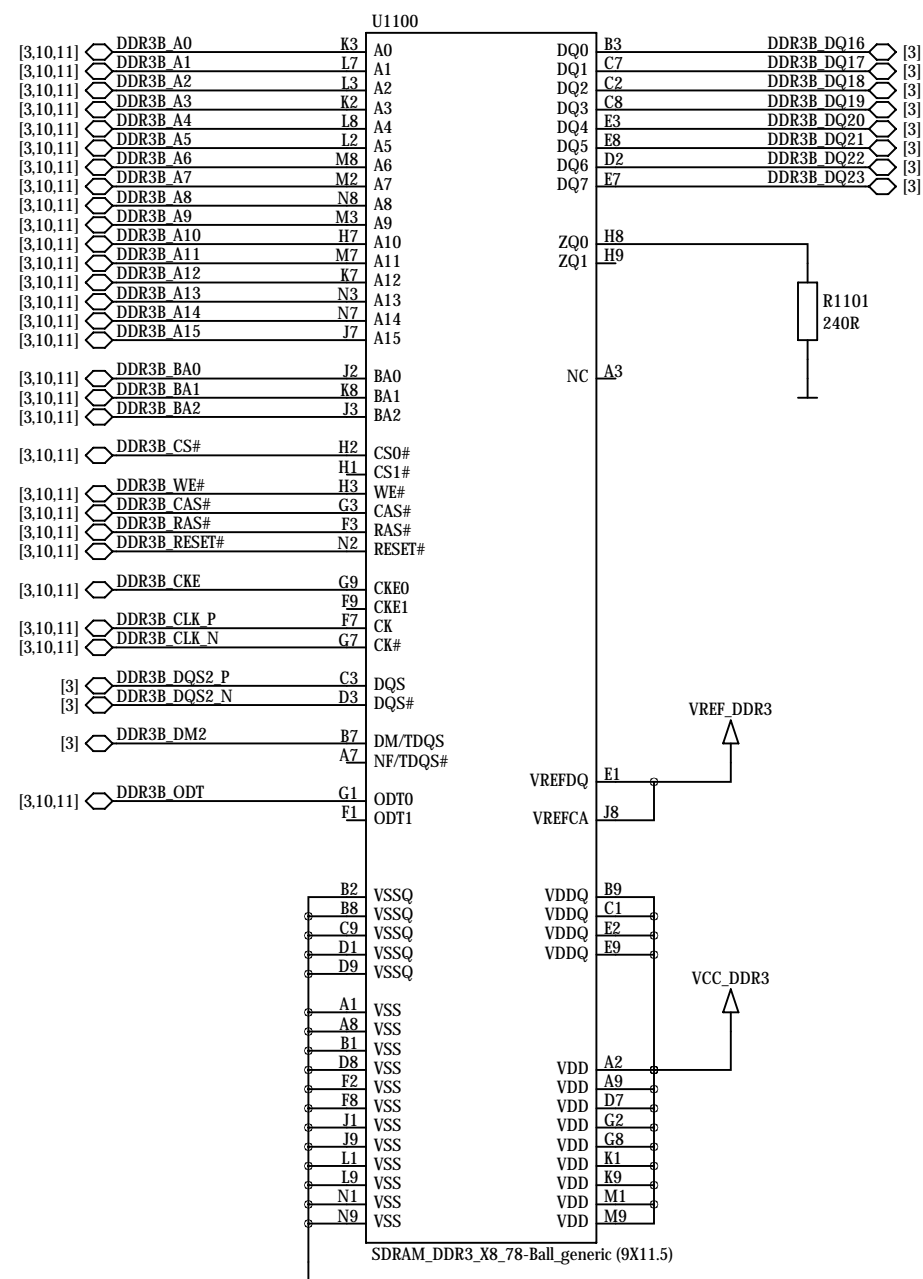 U1100
[3,10,11] DDR3B_A0 K3 A0 DQ0 B3 DDR3B_DQ16 [3]
[3,10,11] DDR3B_A1 L7 A1 DQ1 C7 DDR3B_DQ17 [3]
[3,10,11] DDR3B_A2 L3 A2 DQ2 C2 DDR3B_DQ18 [3]
[3,10,11] DDR3B_A3 K2 A3 DQ3 C8 DDR3B_DQ19 [3]
[3,10,11] DDR3B_A4 L8 A4 DQ4 E3 DDR3B_DQ20 [3]
[3,10,11] DDR3B_A5 L2 A5 DQ5 E8 DDR3B_DQ21 [3]
[3,10,11] DDR3B_A6 M8 A6 DQ6 D2 DDR3B_DQ22 [3]
[3,10,11] DDR3B_A7 M2 A7 DQ7 E7 DDR3B_DQ23 [3]
[3,10,11] DDR3B_A8 N8 A8
[3,10,11] DDR3B_A9 M3 A9
[3,10,11] DDR3B_A10 H7 A10 ZQ0 H8
[3,10,11] DDR3B_A11 M7 A11 ZQ1 H9
[3,10,11] DDR3B_A12 K7 A12
[3,10,11] DDR3B_A13 N3 A13 R1101
[3,10,11] DDR3B_A14 N7 A14 240R
[3,10,11] DDR3B_A15 J7 A15
[3,10,11] DDR3B_BA0 J2 BA0 NC A3
[3,10,11] DDR3B_BA1 K8 BA1
[3,10,11] DDR3B_BA2 J3 BA2
[3,10,11] DDR3B_CS# H2 CS0#
H1 CS1#
[3,10,11] DDR3B_WE# H3 WE#
[3,10,11] DDR3B_CAS# G3 CAS#
[3,10,11] DDR3B_RAS# F3 RAS#
[3,10,11] DDR3B_RESET# N2 RESET#
[3,10,11] DDR3B_CKE G9 CKE0
F9 CKE1
[3,10,11] DDR3B_CLK_P F7 CK
[3,10,11] DDR3B_CLK_N G7 CK#
[3] DDR3B_DQS2_P C3 DQS
[3] DDR3B_DQS2_N D3 DQS#
VREF_DDR3
[3] DDR3B_DM2 B7 DM/TDQS
A7 NF/TDQS#
VREFDQ E1
[3,10,11] DDR3B_ODT G1 ODT0
F1 ODT1 VREFCA J8
B2 VSSQ VDDQ B9
B8 VSSQ VDDQ C1
C9 VSSQ VDDQ E2
D1 VSSQ VDDQ E9
D9 VSSQ
VCC_DDR3
A1 VSS
A8 VSS
B1 VSS
D8 VSS VDD A2
F2 VSS VDD A9
F8 VSS VDD D7
J1 VSS VDD G2
J9 VSS VDD G8
L1 VSS VDD K1
L9 VSS VDD K9
N1 VSS VDD M1
N9 VSS VDD M9
SDRAM_DDR3_X8_78-Ball_generic (9X11.5)